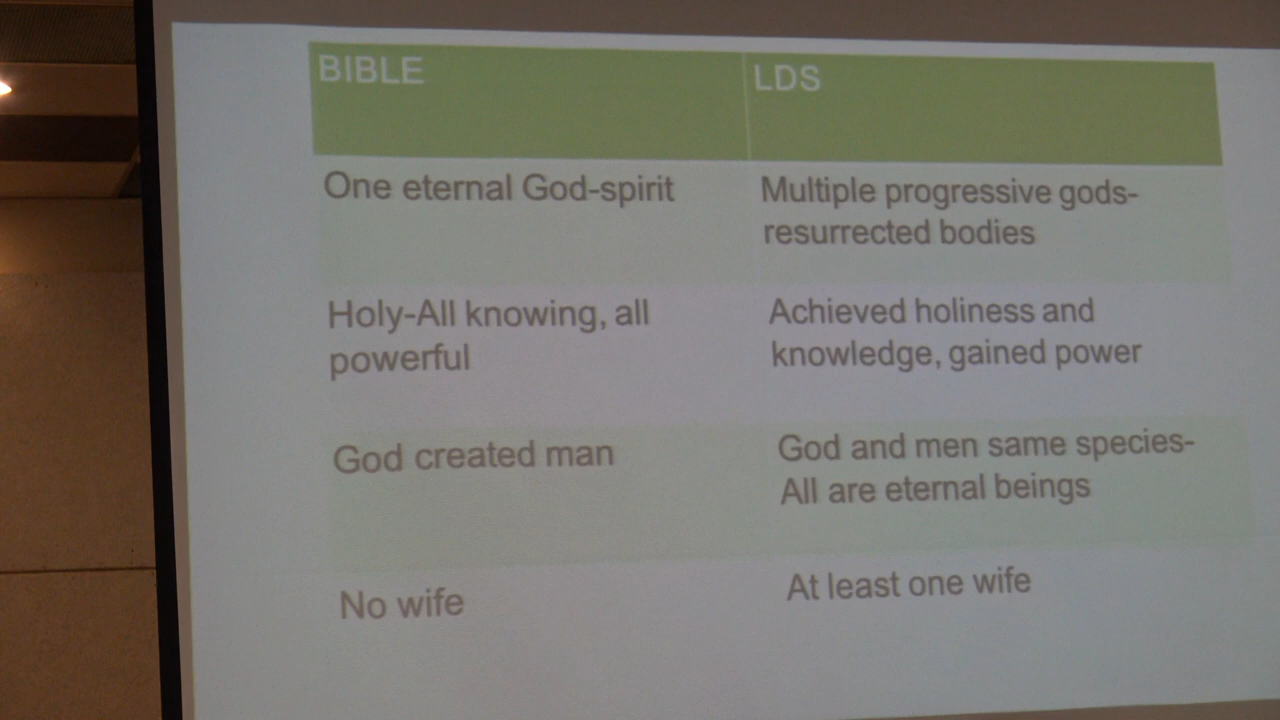 BIBLE
LDS
One eternal God-spirit
Multiple progressive gods-
resurrected bodies
Holy-All knowing, all
powerful
Achieved holiness and
knowledge, gained power
God created man
God and men same species-
All are eternal beings
No wife
At least one wife